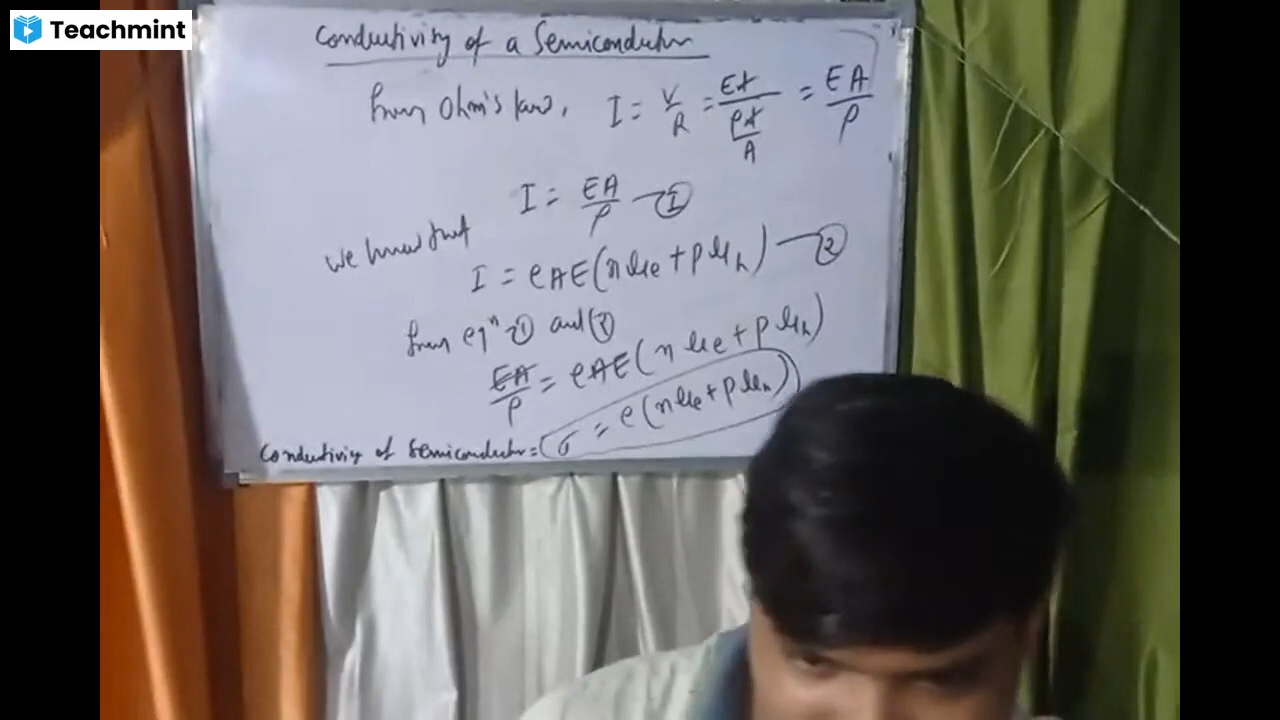 Teachmint
Conductivity of a Semiconductor
from Ohm's law, I = V/R = El/(ρl/A) = EA/ρ
I = EA/ρ —①
we know that
I = eAE(nμe + pμh) —②
from eqⁿ ① and ②
EA/ρ = eAE(nμe + pμh)
Conductivity of Semiconductor = σ = e(nμe + pμh)